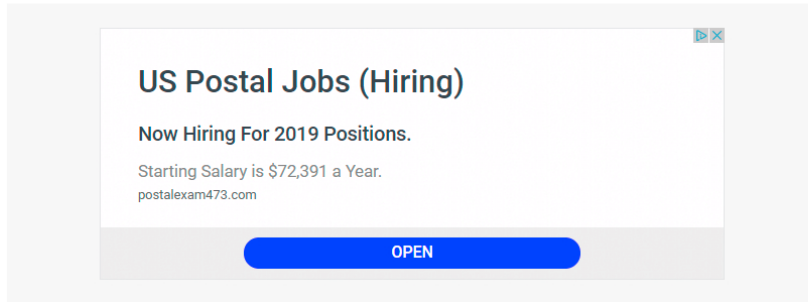 US Postal Jobs (Hiring)
Now Hiring For 2019 Positions.
Starting Salary is $72,391 a Year.
postalexam473.com
OPEN